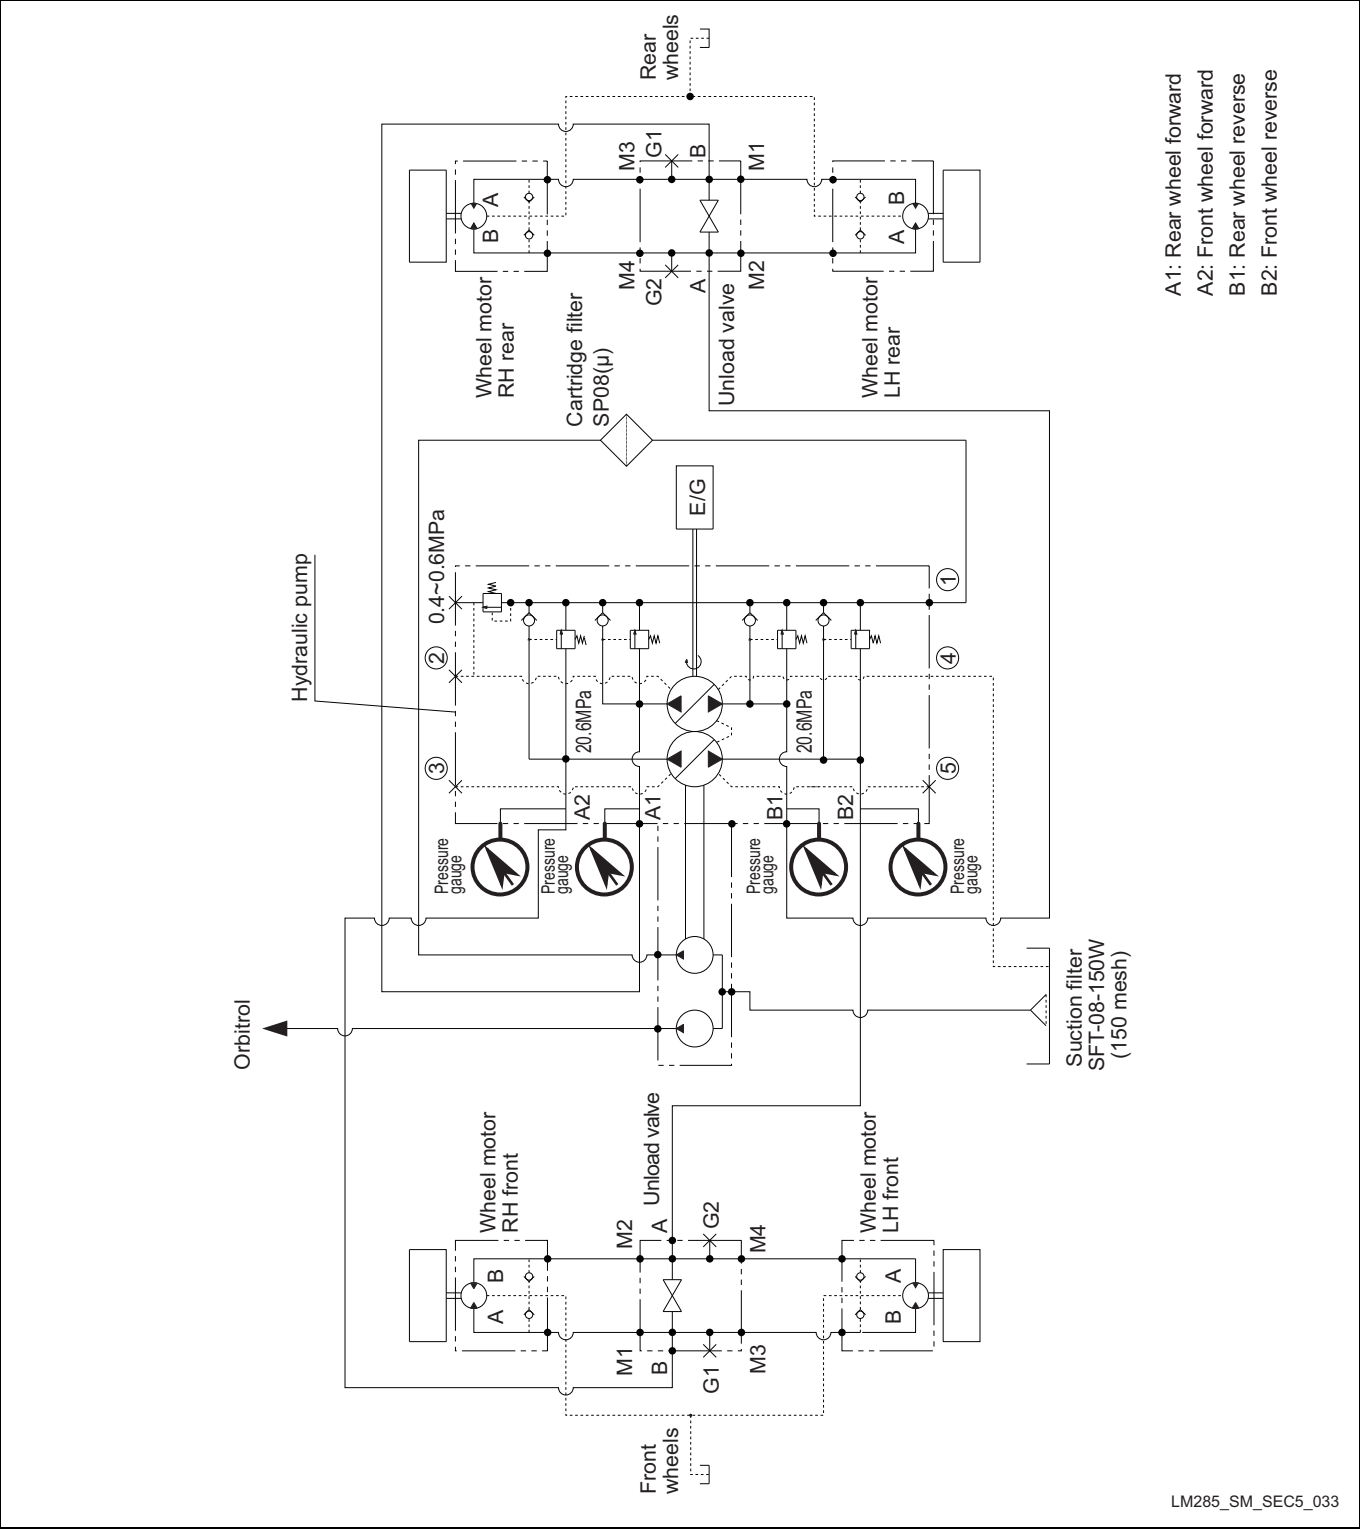 Rear
wheels
A1: Rear wheel forward
A2: Front wheel forward
B1: Rear wheel reverse
B2: Front wheel reverse
M3
G1
B
M1
A
B
B
A
M4
G2
A
M2
Wheel motor
RH rear
Cartridge filter
SP08(μ)
Unload valve
Wheel motor
LH rear
E/G
Hydraulic pump
0.4~0.6MPa
①
②
④
20.6MPa
20.6MPa
③
⑤
A2
A1
B1
B2
Pressure
gauge
Pressure
gauge
Pressure
gauge
Pressure
gauge
Orbitrol
Suction filter
SFT-08-150W
(150 mesh)
Wheel motor
RH front
Unload valve
Wheel motor
LH front
M2
A
G2
M4
B
A
A
B
M1
B
G1
M3
Front
wheels
LM285_SM_SEC5_033